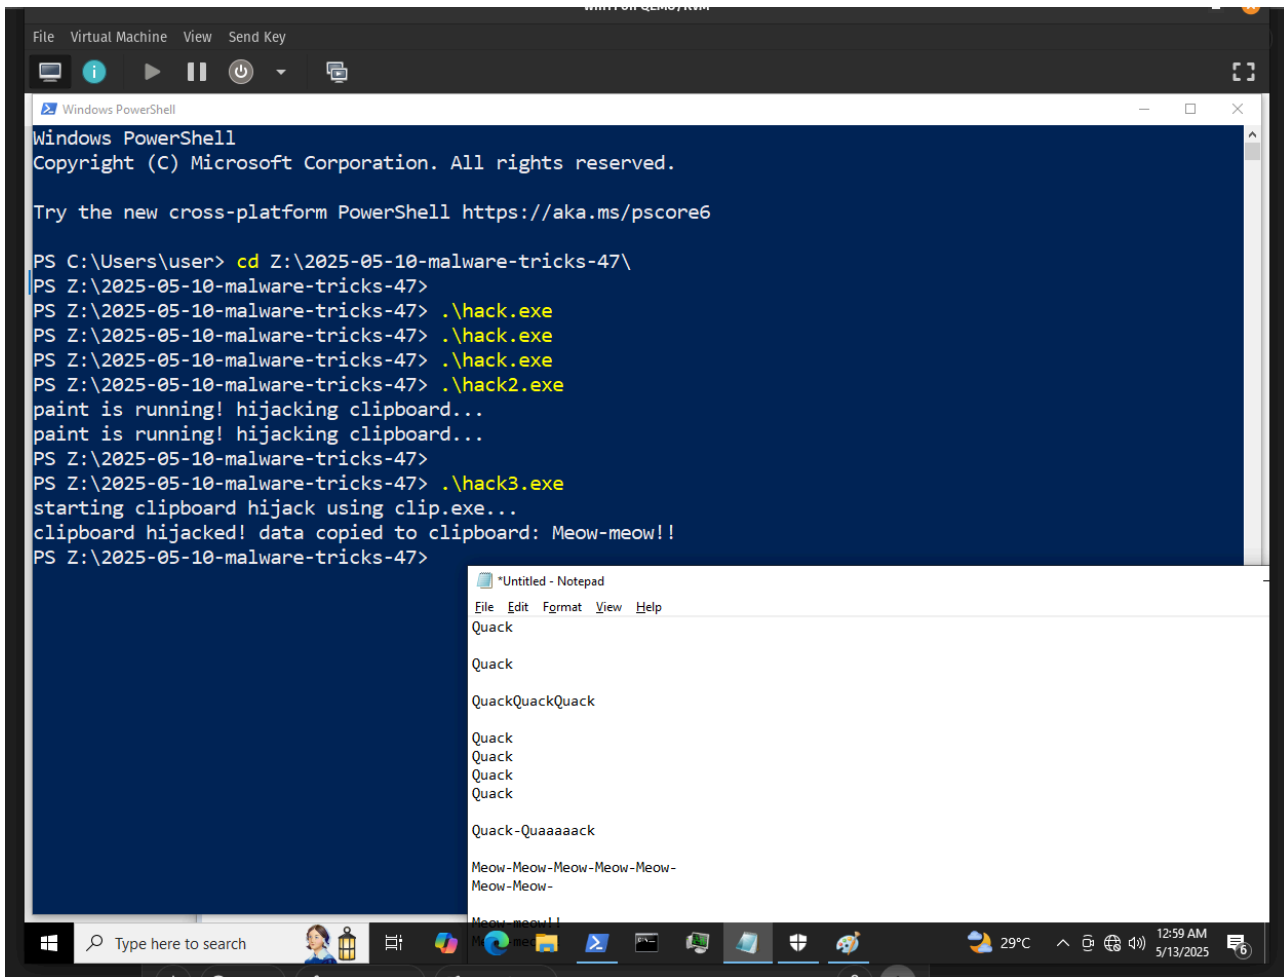 File Virtual Machine View Send Key
Windows PowerShell
Windows PowerShell
Copyright (C) Microsoft Corporation. All rights reserved.
Try the new cross-platform PowerShell https://aka.ms/pscore6
PS C:\Users\user> cd Z:\2025-05-10-malware-tricks-47\
PS Z:\2025-05-10-malware-tricks-47>
PS Z:\2025-05-10-malware-tricks-47> .\hack.exe
PS Z:\2025-05-10-malware-tricks-47> .\hack.exe
PS Z:\2025-05-10-malware-tricks-47> .\hack.exe
PS Z:\2025-05-10-malware-tricks-47> .\hack2.exe
paint is running! hijacking clipboard...
paint is running! hijacking clipboard...
PS Z:\2025-05-10-malware-tricks-47>
PS Z:\2025-05-10-malware-tricks-47> .\hack3.exe
starting clipboard hijack using clip.exe...
clipboard hijacked! data copied to clipboard: Meow-meow!!
PS Z:\2025-05-10-malware-tricks-47>
*Untitled - Notepad
File Edit Format View Help
Quack
Quack
QuackQuackQuack
Quack
Quack
Quack
Quack
Quack-Quaaaaack
Meow-Meow-Meow-Meow-Meow-
Meow-Meow-
Meow-meow!!
Type here to search
29°C
12:59 AM
5/13/2025
6